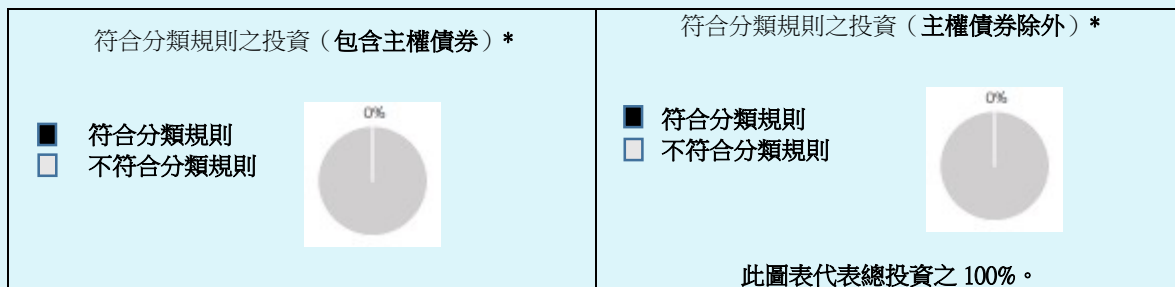 符合分類規則之投資（包含主權債券）*
0%
符合分類規則
不符合分類規則
符合分類規則之投資（主權債券除外）*
0%
符合分類規則
不符合分類規則
此圖表代表總投資之 100%。